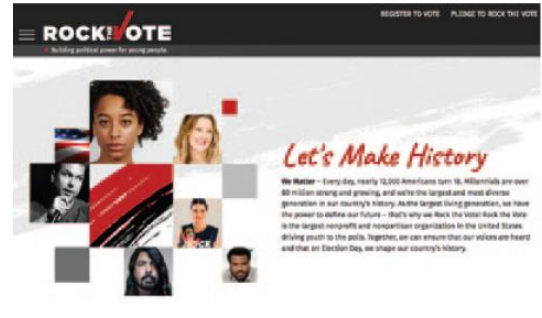 REGISTER TO VOTE PLEDGE TO ROCK THE VOTE
ROCK THE VOTE
Building political power for young people.
Let's Make History
We Matter – Every day, nearly 12,000 Americans turn 18. Millennials are over
80 million strong and growing, and we're the largest and most diverse
generation in our country's history. As the largest living generation, we have
the power to define our future – that's why we Rock the Vote! Rock the Vote
is the largest nonprofit and nonpartisan organization in the United States
driving youth to the polls. Together, we can ensure that our voices are heard
and that on Election Day, we shape our country's history.
ROCK